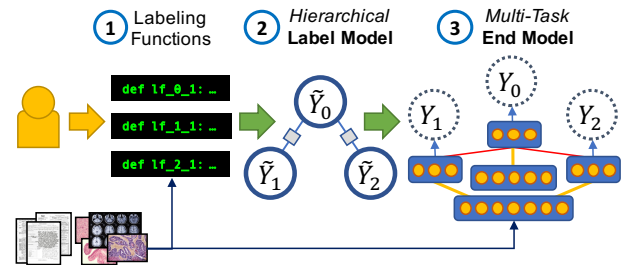 1 Labeling
Functions
2 Hierarchical
Label Model
3 Multi-Task
End Model
def lf_0_1: …
def lf_1_1: …
def lf_2_1: …
Ỹ₀
Ỹ₁
Ỹ₂
Y₀
Y₁
Y₂